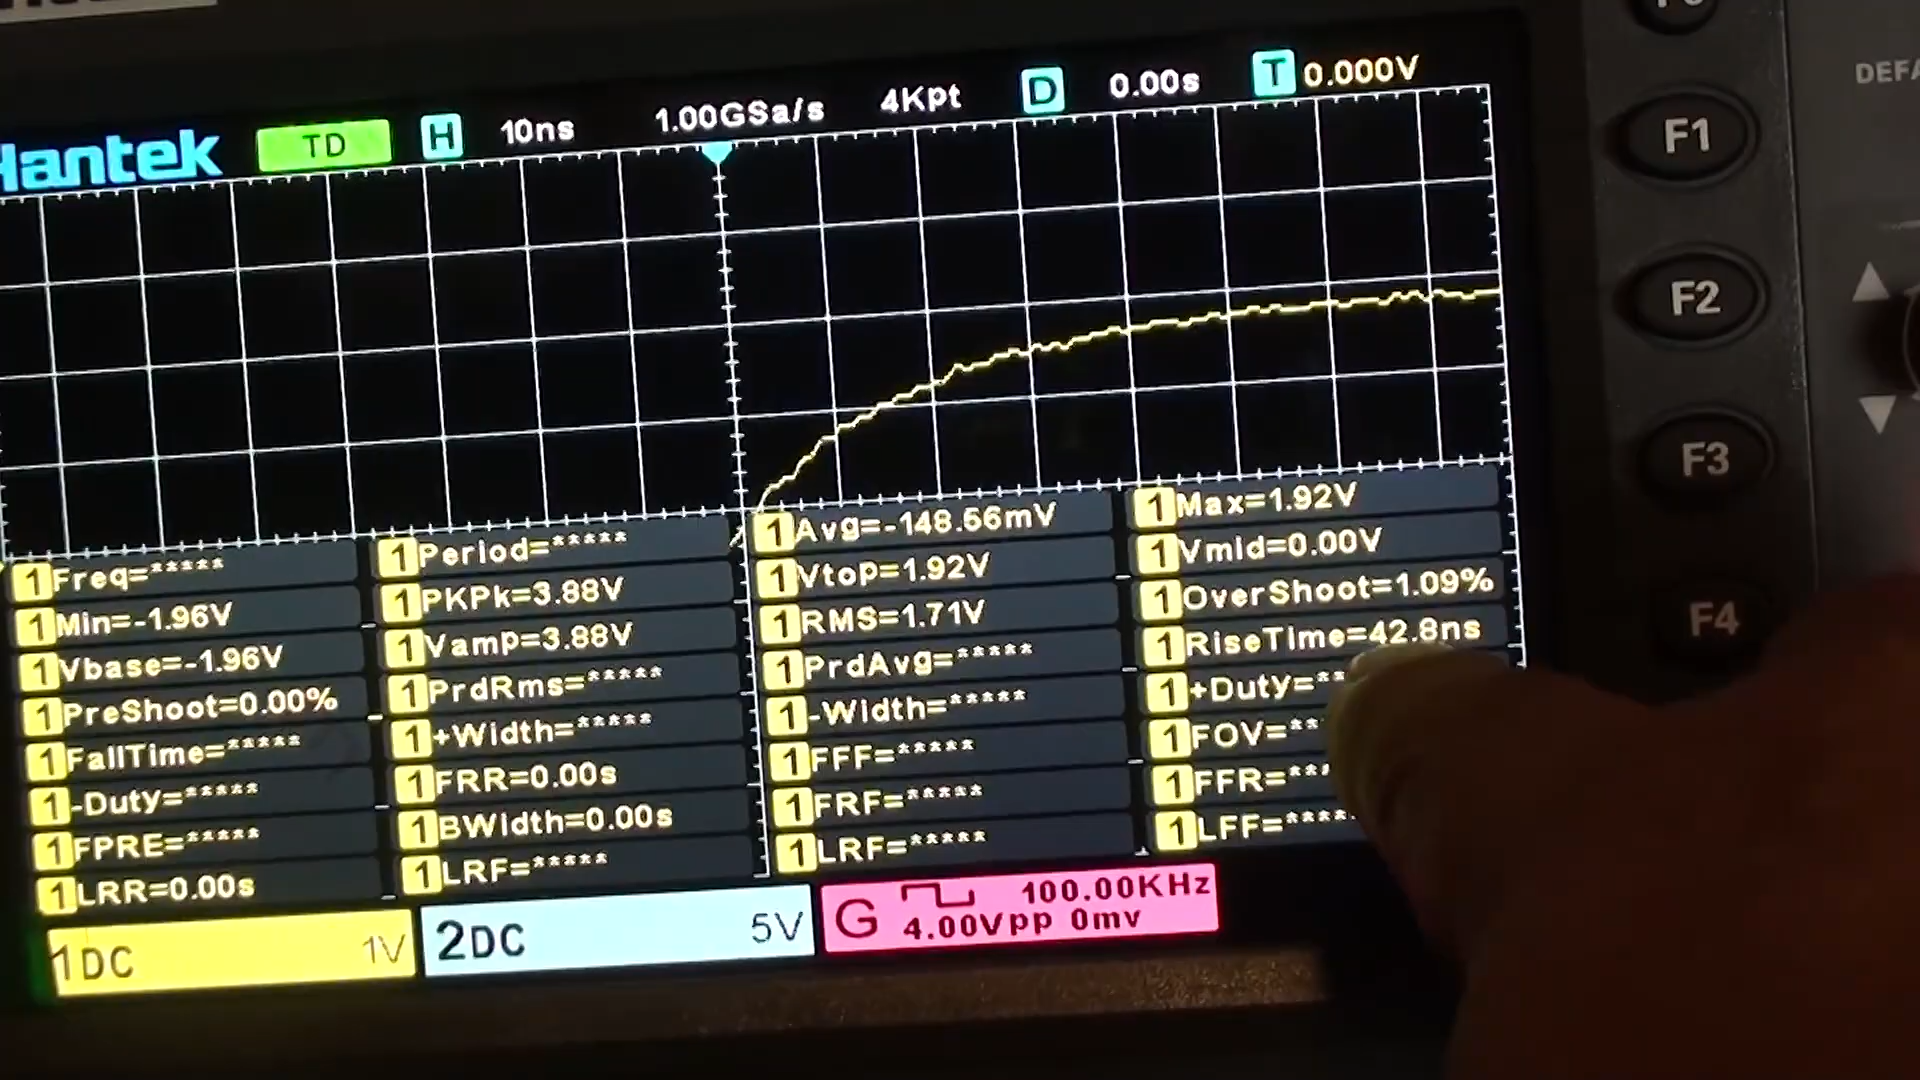 Hantek TD H 10ns 1.00GSa/s 4Kpt D 0.00s T 0.000V
F1
F2
F3
F4
1 Freq=***** 1 Period=***** 1 Avg=-148.56mV 1 Max=1.92V
1 Min=-1.96V 1 PKPk=3.88V 1 Vtop=1.92V 1 Vmid=0.00V
1 Vbase=-1.96V 1 Vamp=3.88V 1 RMS=1.71V 1 OverShoot=1.09%
1 PreShoot=0.00% 1 PrdRms=***** 1 PrdAvg=***** 1 RiseTime=42.8ns
1 FallTime=***** 1 +Width=***** 1 -Width=***** 1 +Duty=**
1 -Duty=***** 1 FRR=0.00s 1 FFF=***** 1 FOV=**
1 FPRE=***** 1 BWidth=0.00s 1 FRF=***** 1 FFR=***
1 LRR=0.00s 1 LRF=***** 1 LRF=***** 1 LFF=****
1DC 1V 2DC 5V G 100.00KHz
4.00Vpp 0mv